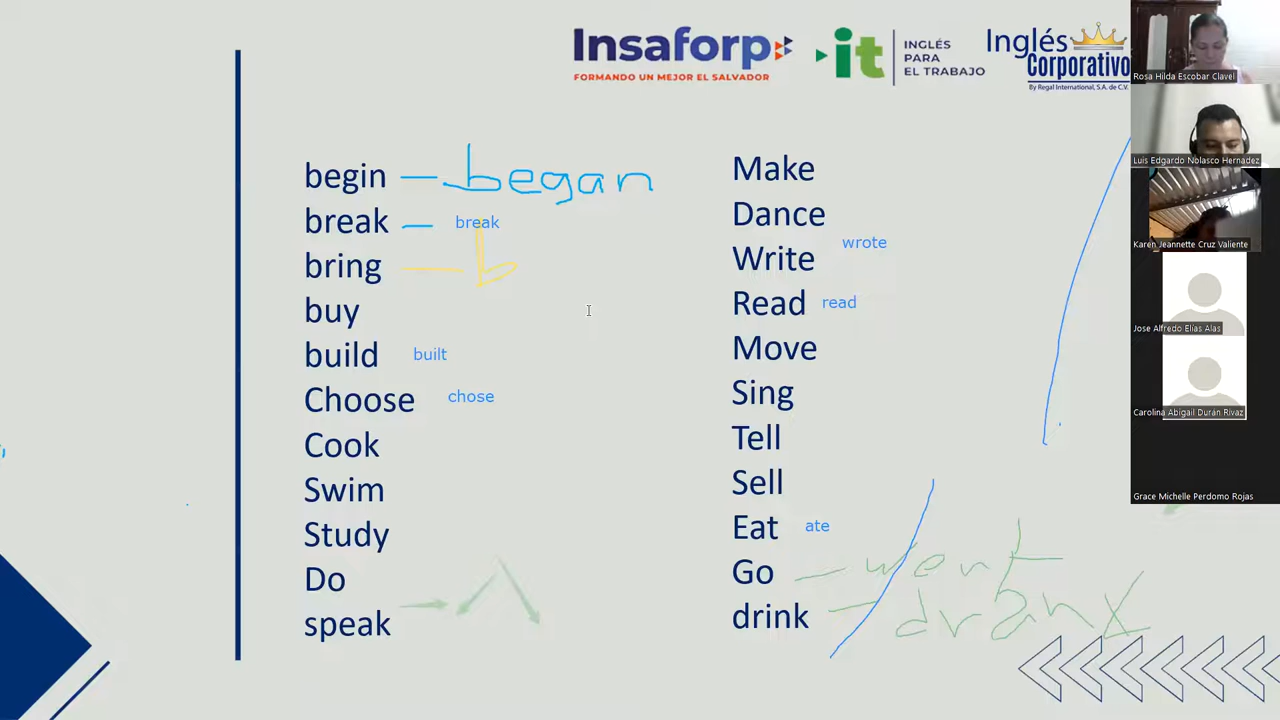 Insaforp
FORMANDO UN MEJOR EL SALVADOR
it
INGLÉS
PARA
EL TRABAJO
Inglés
Corporativo
By Regal International, S.A. de C.V.
begin — began
break — break
bring — b
buy
build built
Choose chose
Cook
Swim
Study
Do
speak
Make
Dance
Write wrote
Read read
Move
Sing
Tell
Sell
Eat ate
Go — went
drink — drank
Rosa Hilda Escobar Clavel
Luis Edgardo Nolasco Hernadez
Karen Jeannette Cruz Valiente
Jose Alfredo Elias Alas
Carolina Abigail Duran Rivaz
Grace Michelle Perdomo Rojas